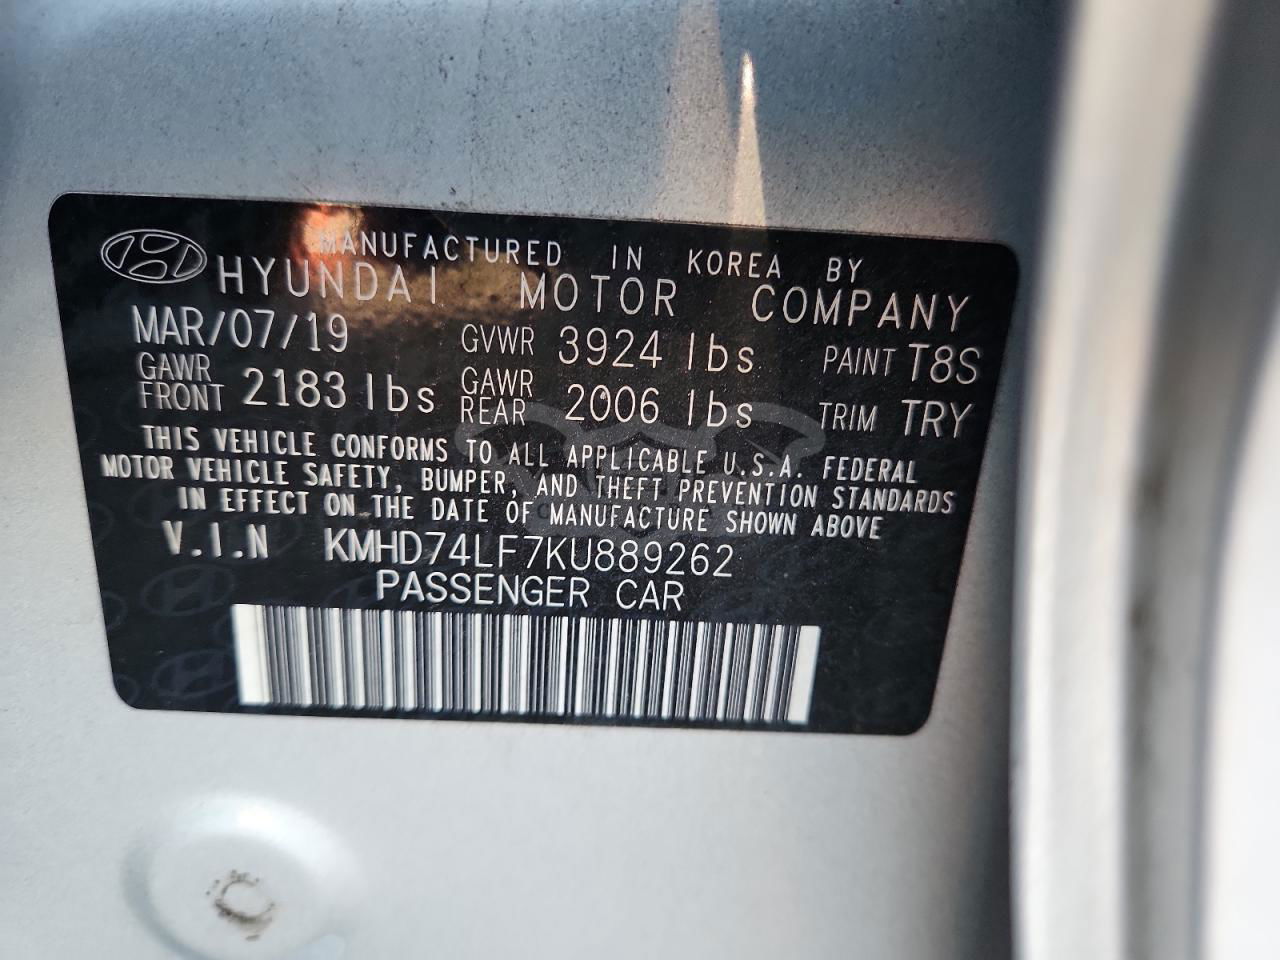 MANUFACTURED IN KOREA BY
HYUNDAI MOTOR COMPANY
MAR/07/19 GVWR 3924 lbs PAINT T8S
GAWR FRONT 2183 lbs GAWR REAR 2006 lbs TRIM TRY
THIS VEHICLE CONFORMS TO ALL APPLICABLE U.S.A. FEDERAL
MOTOR VEHICLE SAFETY, BUMPER, AND THEFT PREVENTION STANDARDS
IN EFFECT ON THE DATE OF MANUFACTURE SHOWN ABOVE
V.I.N KMHD74LF7KU889262
PASSENGER CAR